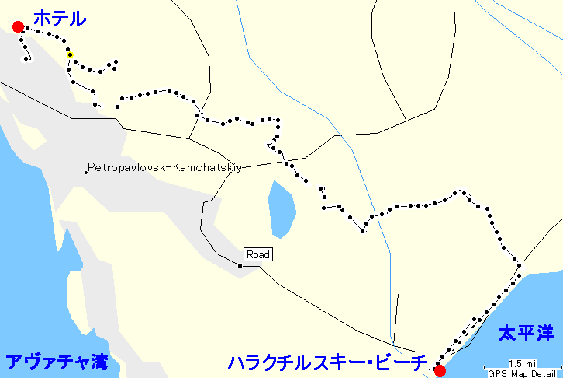 ホテル
Petropavlovsk-Kamchatskiy
Road
太平洋
アヴァチャ湾
ハラクチルスキー・ビーチ
1.5 mi
GPS Map Detail